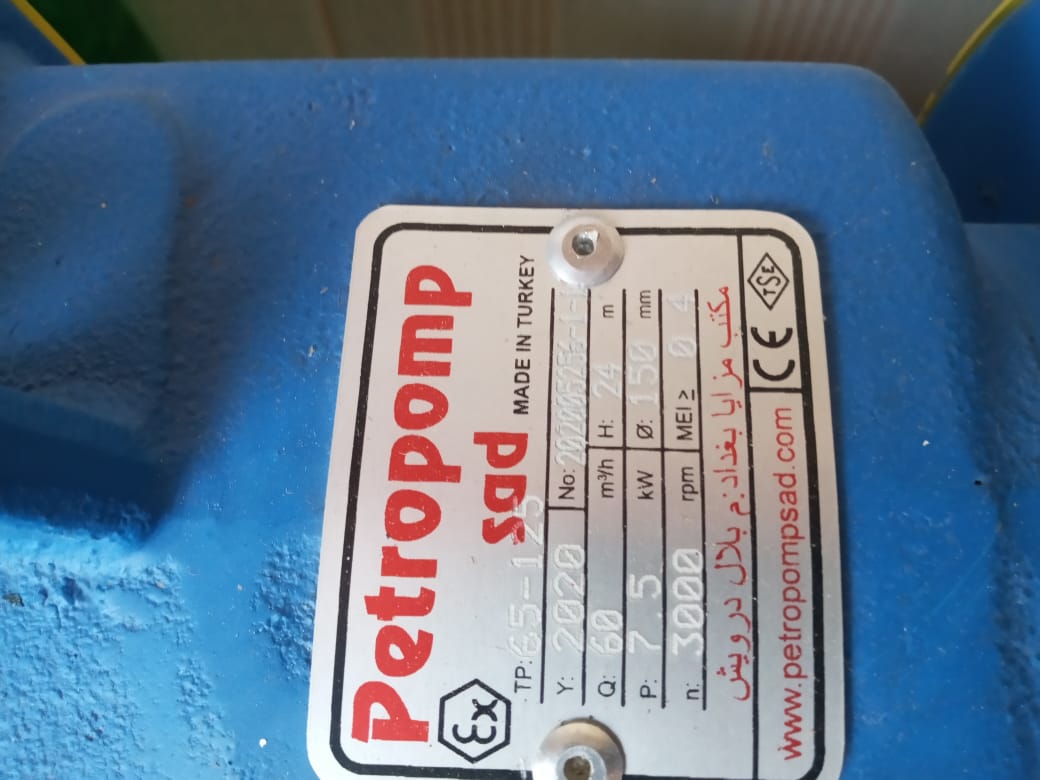 Petropomp
sad
MADE IN TURKEY
Ex
TP: 65-125
Y: 2020 No:
Q: 60 m³/h H: 24 m
P: 7 5 kW Ø: 150 mm
n: 3000 rpm MEI ≥ 0.4
مكتب مزايا بغداد:م بلال درويش
www.petropompsad.com CE TSE